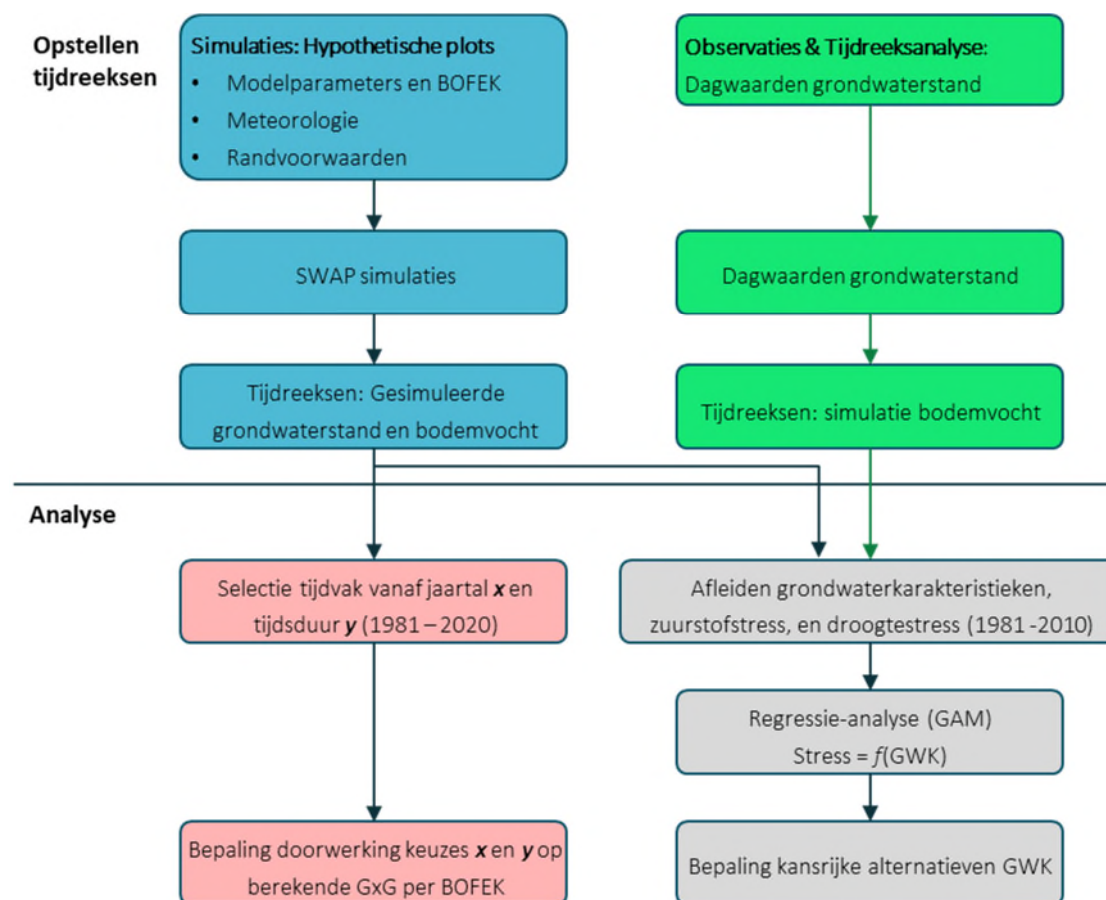 Opstellen
tijdreeksen
Simulaties: Hypothetische plots
• Modelparameters en BOFEK
• Meteorologie
• Randvoorwaarden
Observaties & Tijdreeksanalyse:
Dagwaarden grondwaterstand
SWAP simulaties
Dagwaarden grondwaterstand
Tijdreeksen: Gesimuleerde
grondwaterstand en bodemvocht
Tijdreeksen: simulatie bodemvocht
Analyse
Selectie tijdvak vanaf jaartal x en
tijdsduur y (1981 – 2020)
Afleiden grondwaterkarakteristieken,
zuurstofstress, en droogtestress (1981 -2010)
Regressie-analyse (GAM)
Stress = f(GWK)
Bepaling doorwerking keuzes x en y op
berekende GxG per BOFEK
Bepaling kansrijke alternatieven GWK